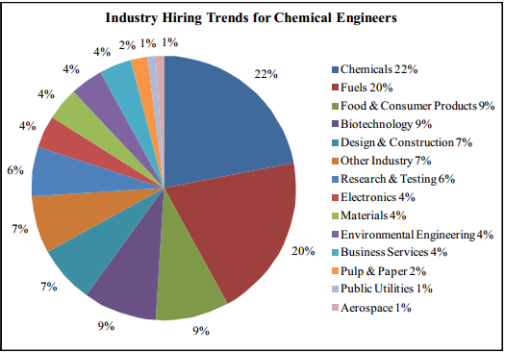 Industry Hiring Trends for Chemical Engineers
4% 2% 1% 1%
4%
4%
4%
6%
7%
7%
9%
9%
20%
22%
Chemicals 22%
Fuels 20%
Food & Consumer Products 9%
Biotechnology 9%
Design & Construction 7%
Other Industry 7%
Research & Testing 6%
Electronics 4%
Materials 4%
Environmental Engineering 4%
Business Services 4%
Pulp & Paper 2%
Public Utilities 1%
Aerospace 1%